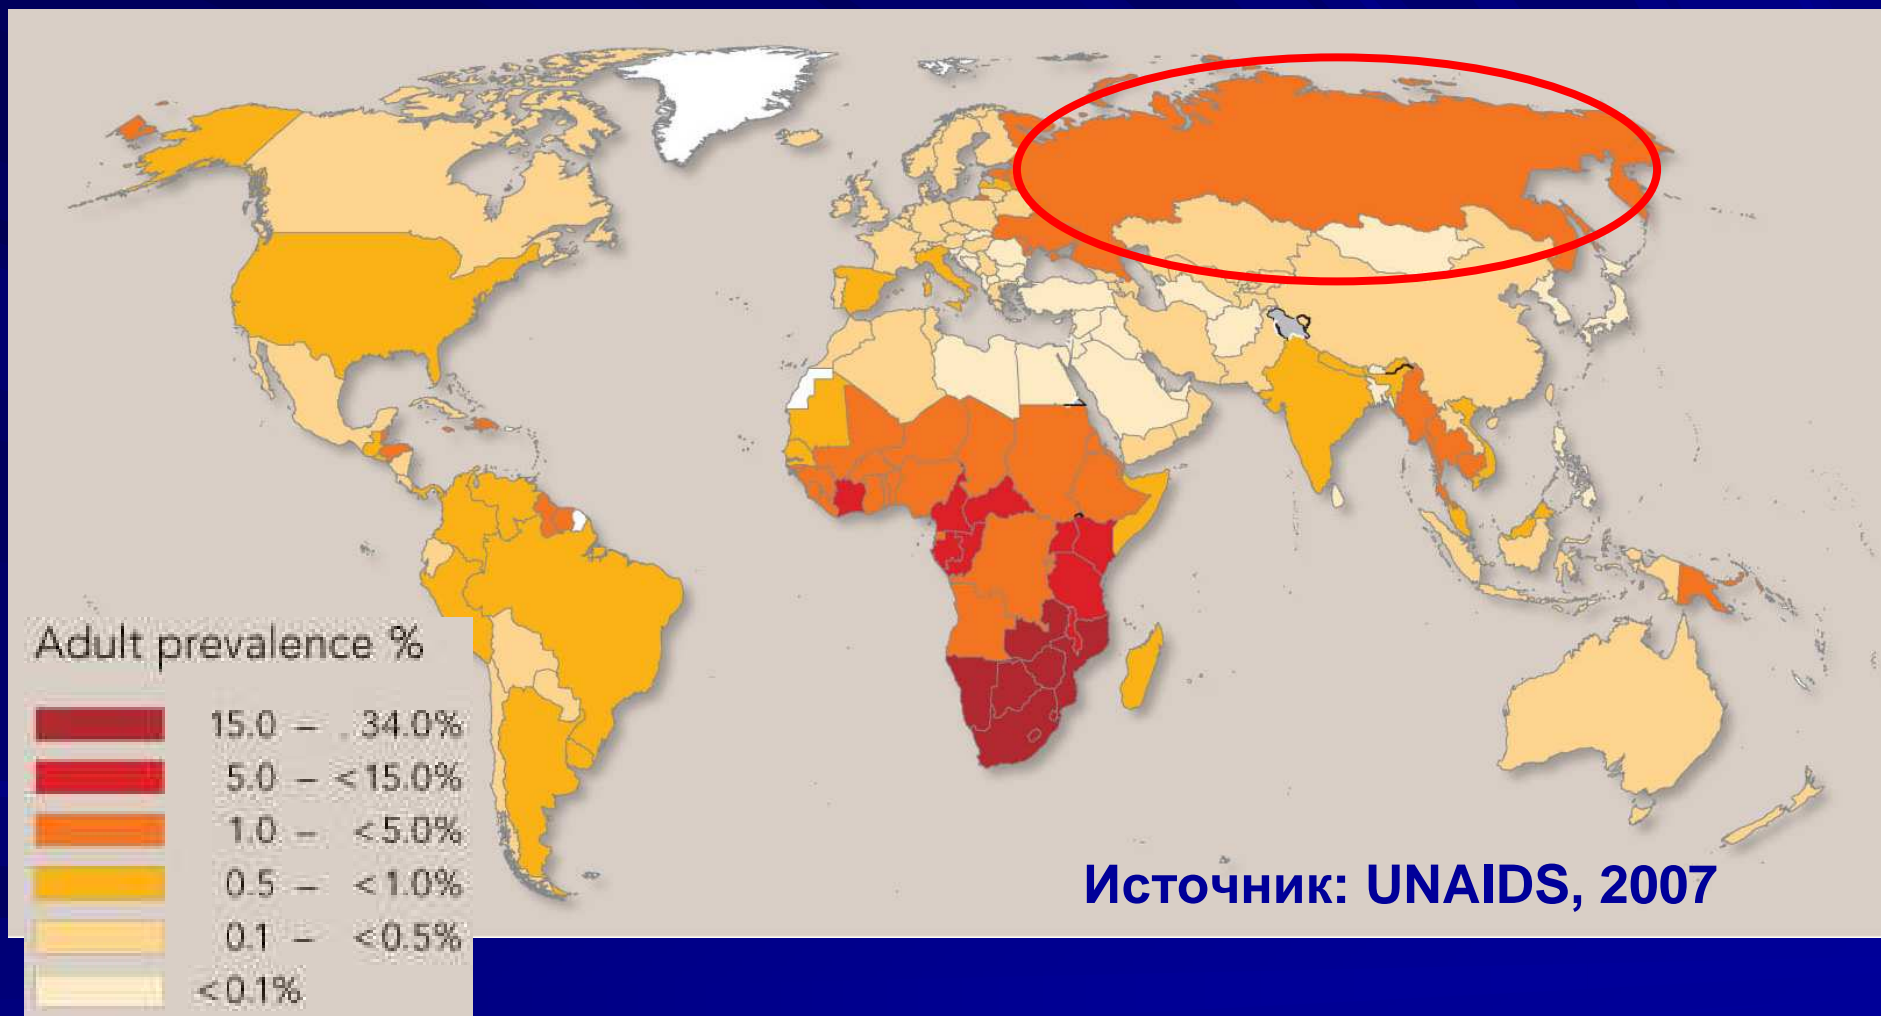 Adult prevalence %
15.0 – . 34.0%
5.0 – <15.0%
1.0 – <5.0%
0.5 – <1.0%
0.1 – <0.5%
<0.1%
Источник: UNAIDS, 2007